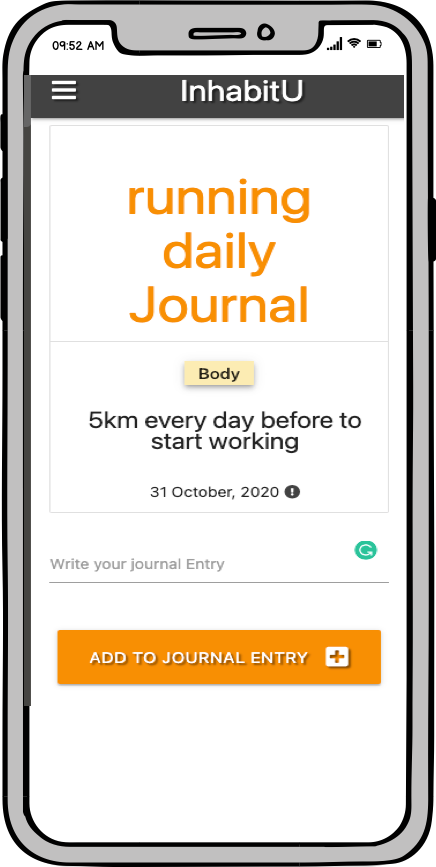 09:52 AM
InhabitU
running
daily
Journal
Body
5km every day before to
start working
31 October, 2020
Write your journal Entry
ADD TO JOURNAL ENTRY